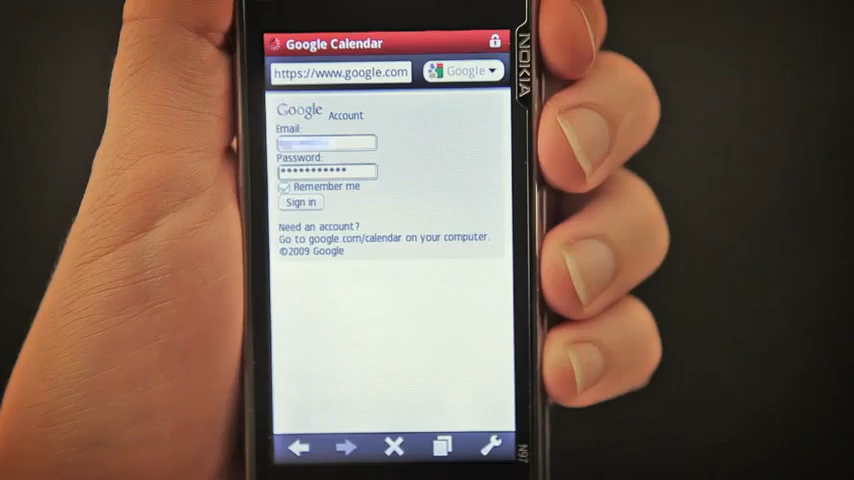 Google Calendar
https://www.google.com
Google
Google Account
Email:
Password:
***********
Remember me
Sign in
Need an account?
Go to google.com/calendar on your computer.
©2009 Google
NOKIA
N97